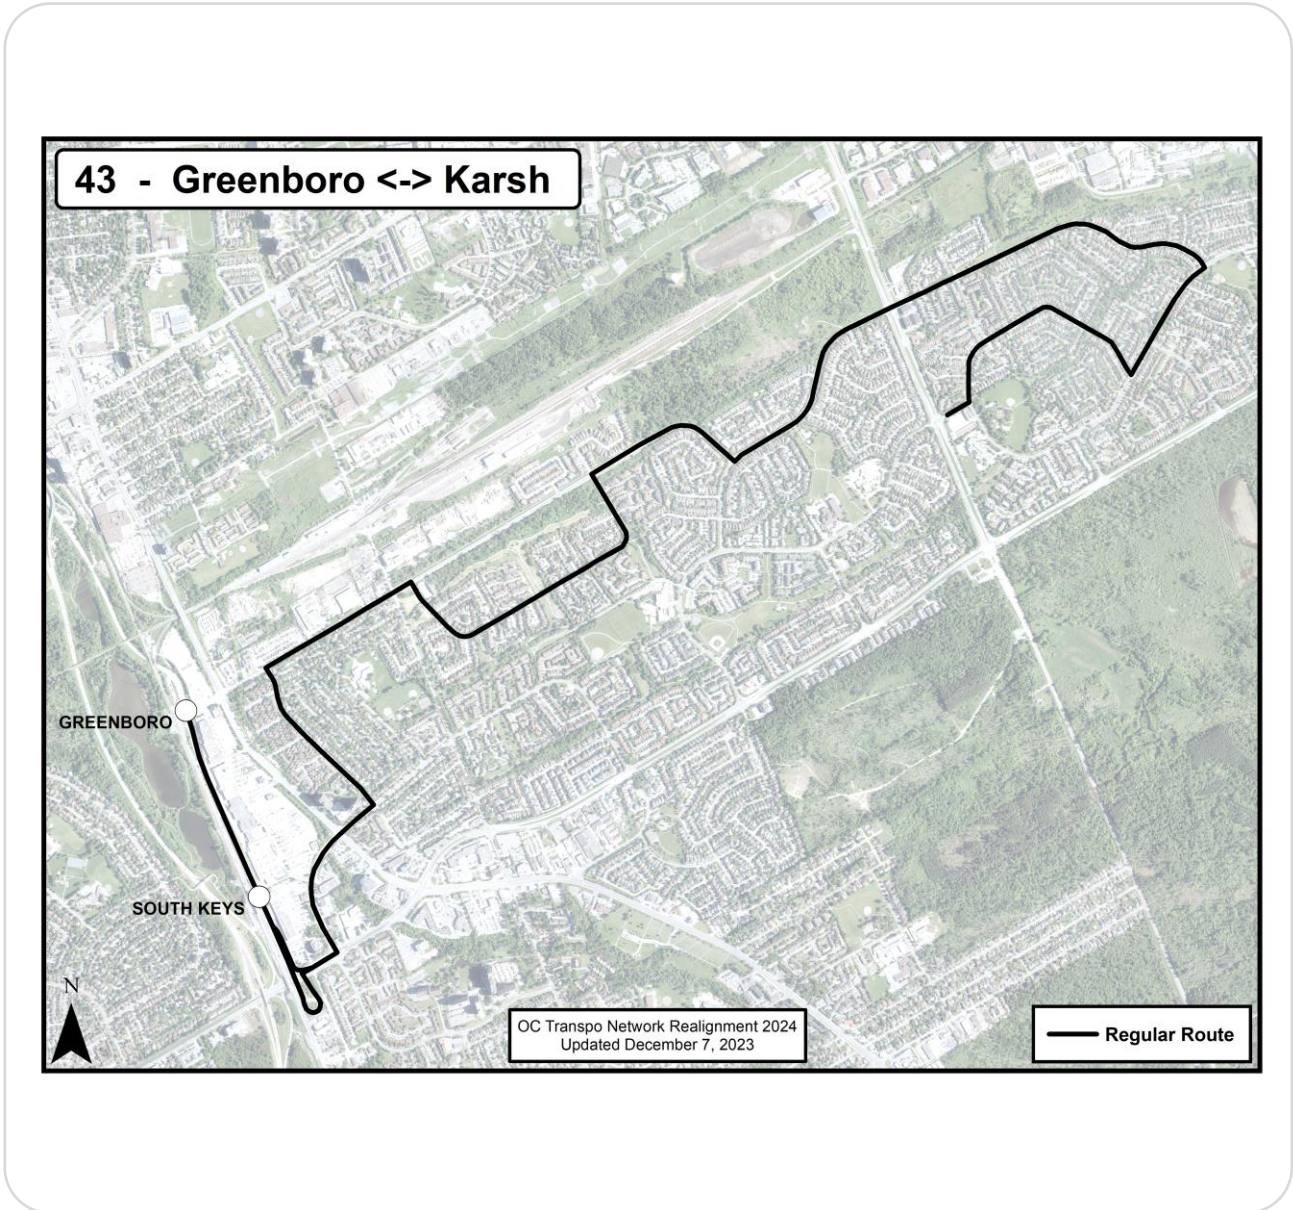 43 - Greenboro <-> Karsh
GREENBORO
SOUTH KEYS
N
OC Transpo Network Realignment 2024
Updated December 7, 2023
Regular Route